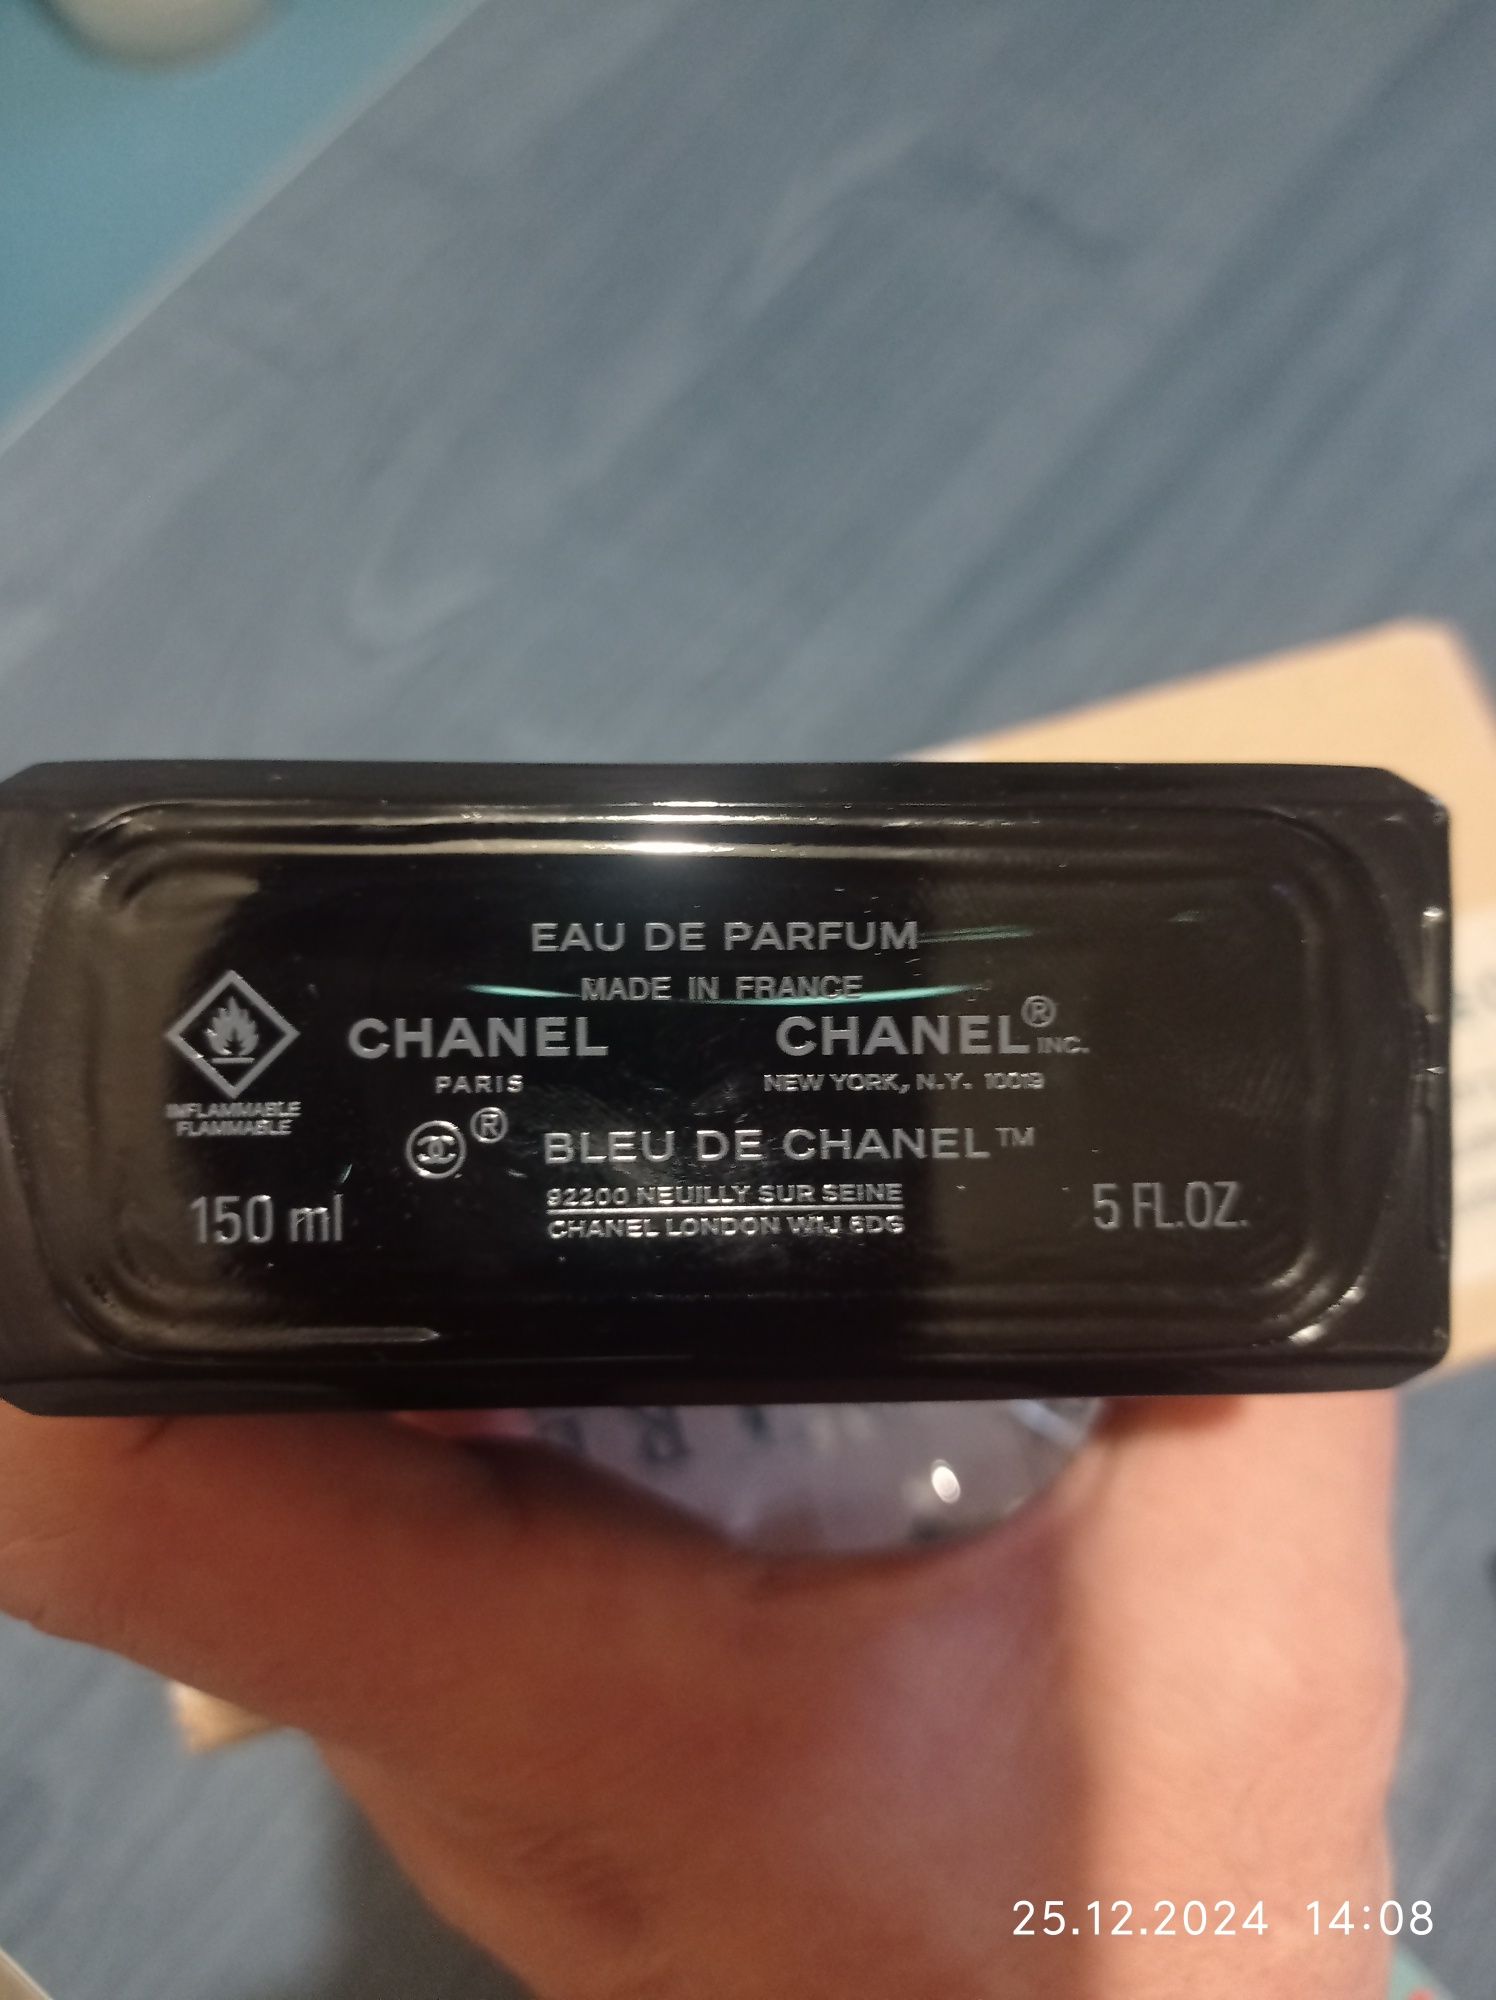 EAU DE PARFUM
MADE IN FRANCE
CHANEL CHANEL® INC.
PARIS NEW YORK, N.Y. 10019
INFLAMMABLE
FLAMMABLE
® BLEU DE CHANEL™
92200 NEUILLY SUR SEINE
150 ml 5 FL.OZ.
CHANEL LONDON W1J 6DG
25.12.2024 14:08